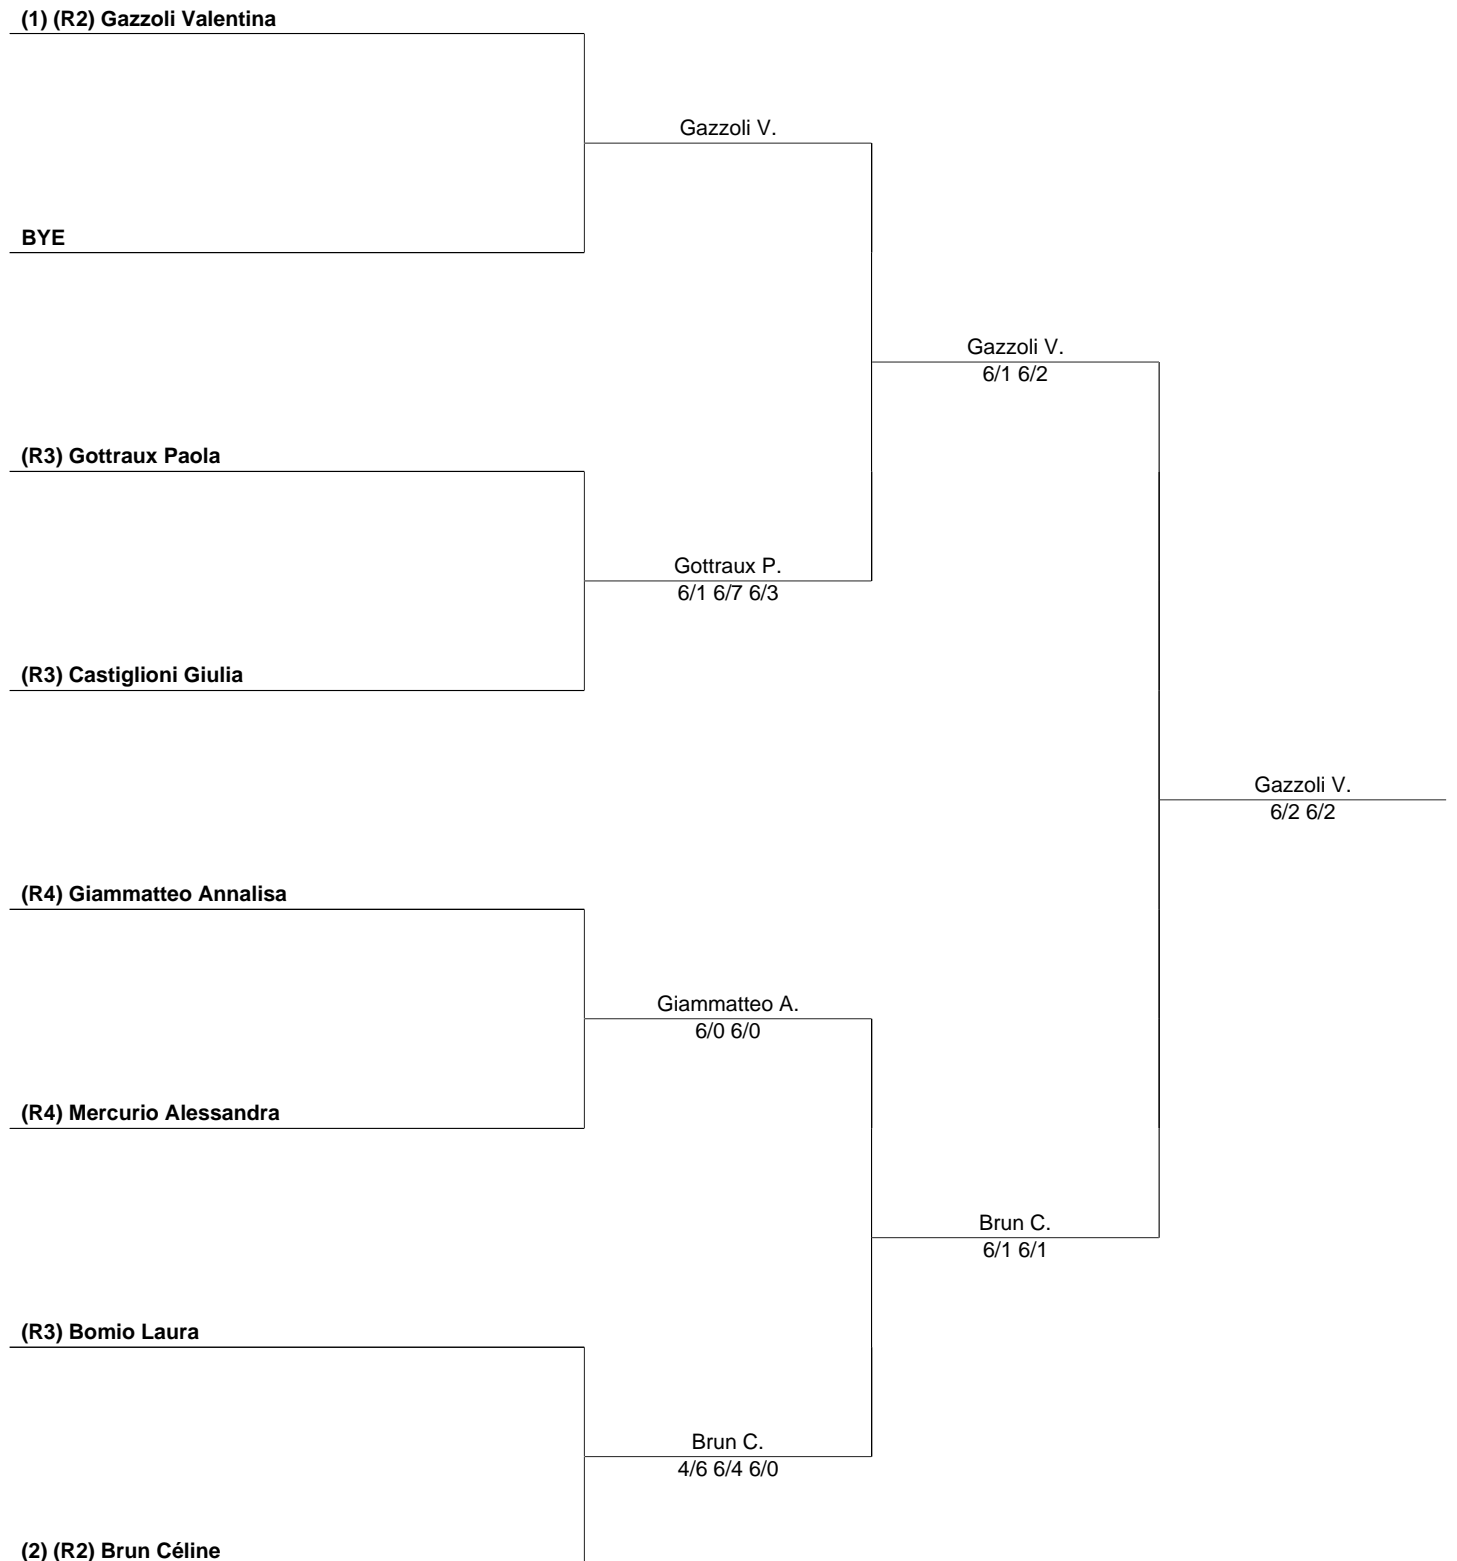 (1) (R2) Gazzoli Valentina
Gazzoli V.
BYE
Gazzoli V.
6/1 6/2
(R3) Gottraux Paola
Gottraux P.
6/1 6/7 6/3
(R3) Castiglioni Giulia
Gazzoli V.
6/2 6/2
(R4) Giammatteo Annalisa
Giammatteo A.
6/0 6/0
(R4) Mercurio Alessandra
Brun C.
6/1 6/1
(R3) Bomio Laura
Brun C.
4/6 6/4 6/0
(2) (R2) Brun Céline